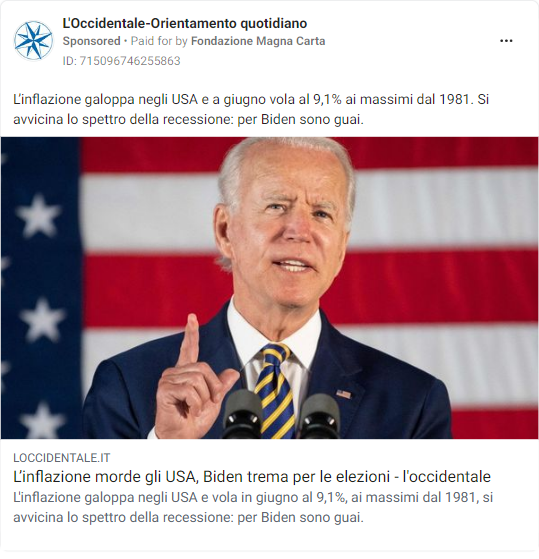 L'Occidentale-Orientamento quotidiano
Sponsored • Paid for by Fondazione Magna Carta
ID: 715096746255863
L'inflazione galoppa negli USA e a giugno vola al 9,1% ai massimi dal 1981. Si
avvicina lo spettro della recessione: per Biden sono guai.
LOCCIDENTALE.IT
L'inflazione morde gli USA, Biden trema per le elezioni - l'occidentale
L'inflazione galoppa negli USA e vola in giugno al 9,1%, ai massimi dal 1981, si
avvicina lo spettro della recessione: per Biden sono guai.